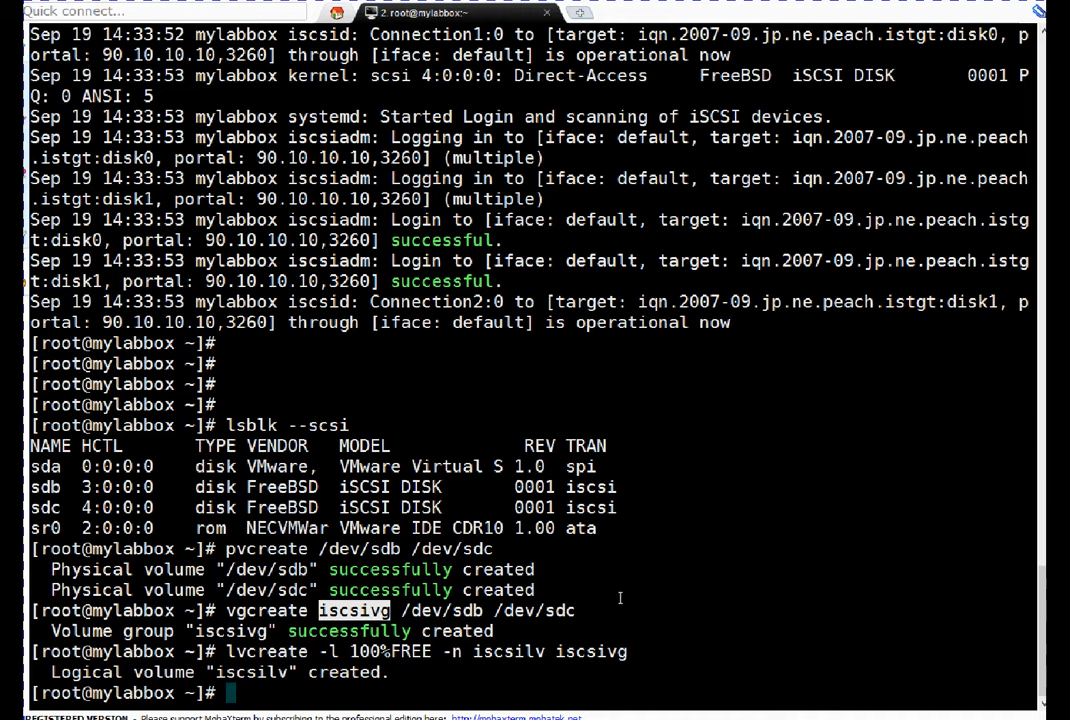 Quick connect...
2. root@mylabbox:~
Sep 19 14:33:52 mylabbox iscsid: Connection1:0 to [target: iqn.2007-09.jp.ne.peach.istgt:disk0, p
ortal: 90.10.10.10,3260] through [iface: default] is operational now
Sep 19 14:33:53 mylabbox kernel: scsi 4:0:0:0: Direct-Access     FreeBSD  iSCSI DISK       0001 P
Q: 0 ANSI: 5
Sep 19 14:33:53 mylabbox systemd: Started Login and scanning of iSCSI devices.
Sep 19 14:33:53 mylabbox iscsiadm: Logging in to [iface: default, target: iqn.2007-09.jp.ne.peach
.istgt:disk0, portal: 90.10.10.10,3260] (multiple)
Sep 19 14:33:53 mylabbox iscsiadm: Logging in to [iface: default, target: iqn.2007-09.jp.ne.peach
.istgt:disk1, portal: 90.10.10.10,3260] (multiple)
Sep 19 14:33:53 mylabbox iscsiadm: Login to [iface: default, target: iqn.2007-09.jp.ne.peach.istg
t:disk0, portal: 90.10.10.10,3260] successful.
Sep 19 14:33:53 mylabbox iscsiadm: Login to [iface: default, target: iqn.2007-09.jp.ne.peach.istg
t:disk1, portal: 90.10.10.10,3260] successful.
Sep 19 14:33:53 mylabbox iscsid: Connection2:0 to [target: iqn.2007-09.jp.ne.peach.istgt:disk1, p
ortal: 90.10.10.10,3260] through [iface: default] is operational now
[root@mylabbox ~]#
[root@mylabbox ~]#
[root@mylabbox ~]#
[root@mylabbox ~]#
[root@mylabbox ~]# lsblk --scsi
NAME HCTL       TYPE VENDOR   MODEL             REV TRAN
sda  0:0:0:0    disk VMware,  VMware Virtual S 1.0  spi
sdb  3:0:0:0    disk FreeBSD  iSCSI DISK       0001 iscsi
sdc  4:0:0:0    disk FreeBSD  iSCSI DISK       0001 iscsi
sr0  2:0:0:0    rom  NECVMWar VMware IDE CDR10 1.00 ata
[root@mylabbox ~]# pvcreate /dev/sdb /dev/sdc
  Physical volume "/dev/sdb" successfully created
  Physical volume "/dev/sdc" successfully created
[root@mylabbox ~]# vgcreate iscsivg /dev/sdb /dev/sdc
  Volume group "iscsivg" successfully created
[root@mylabbox ~]# lvcreate -l 100%FREE -n iscsilv iscsivg
  Logical volume "iscsilv" created.
[root@mylabbox ~]#
REGISTERED VERSION - Please support MobaXterm by subscribing to the professional edition here: http://mobaxterm.mobatek.net